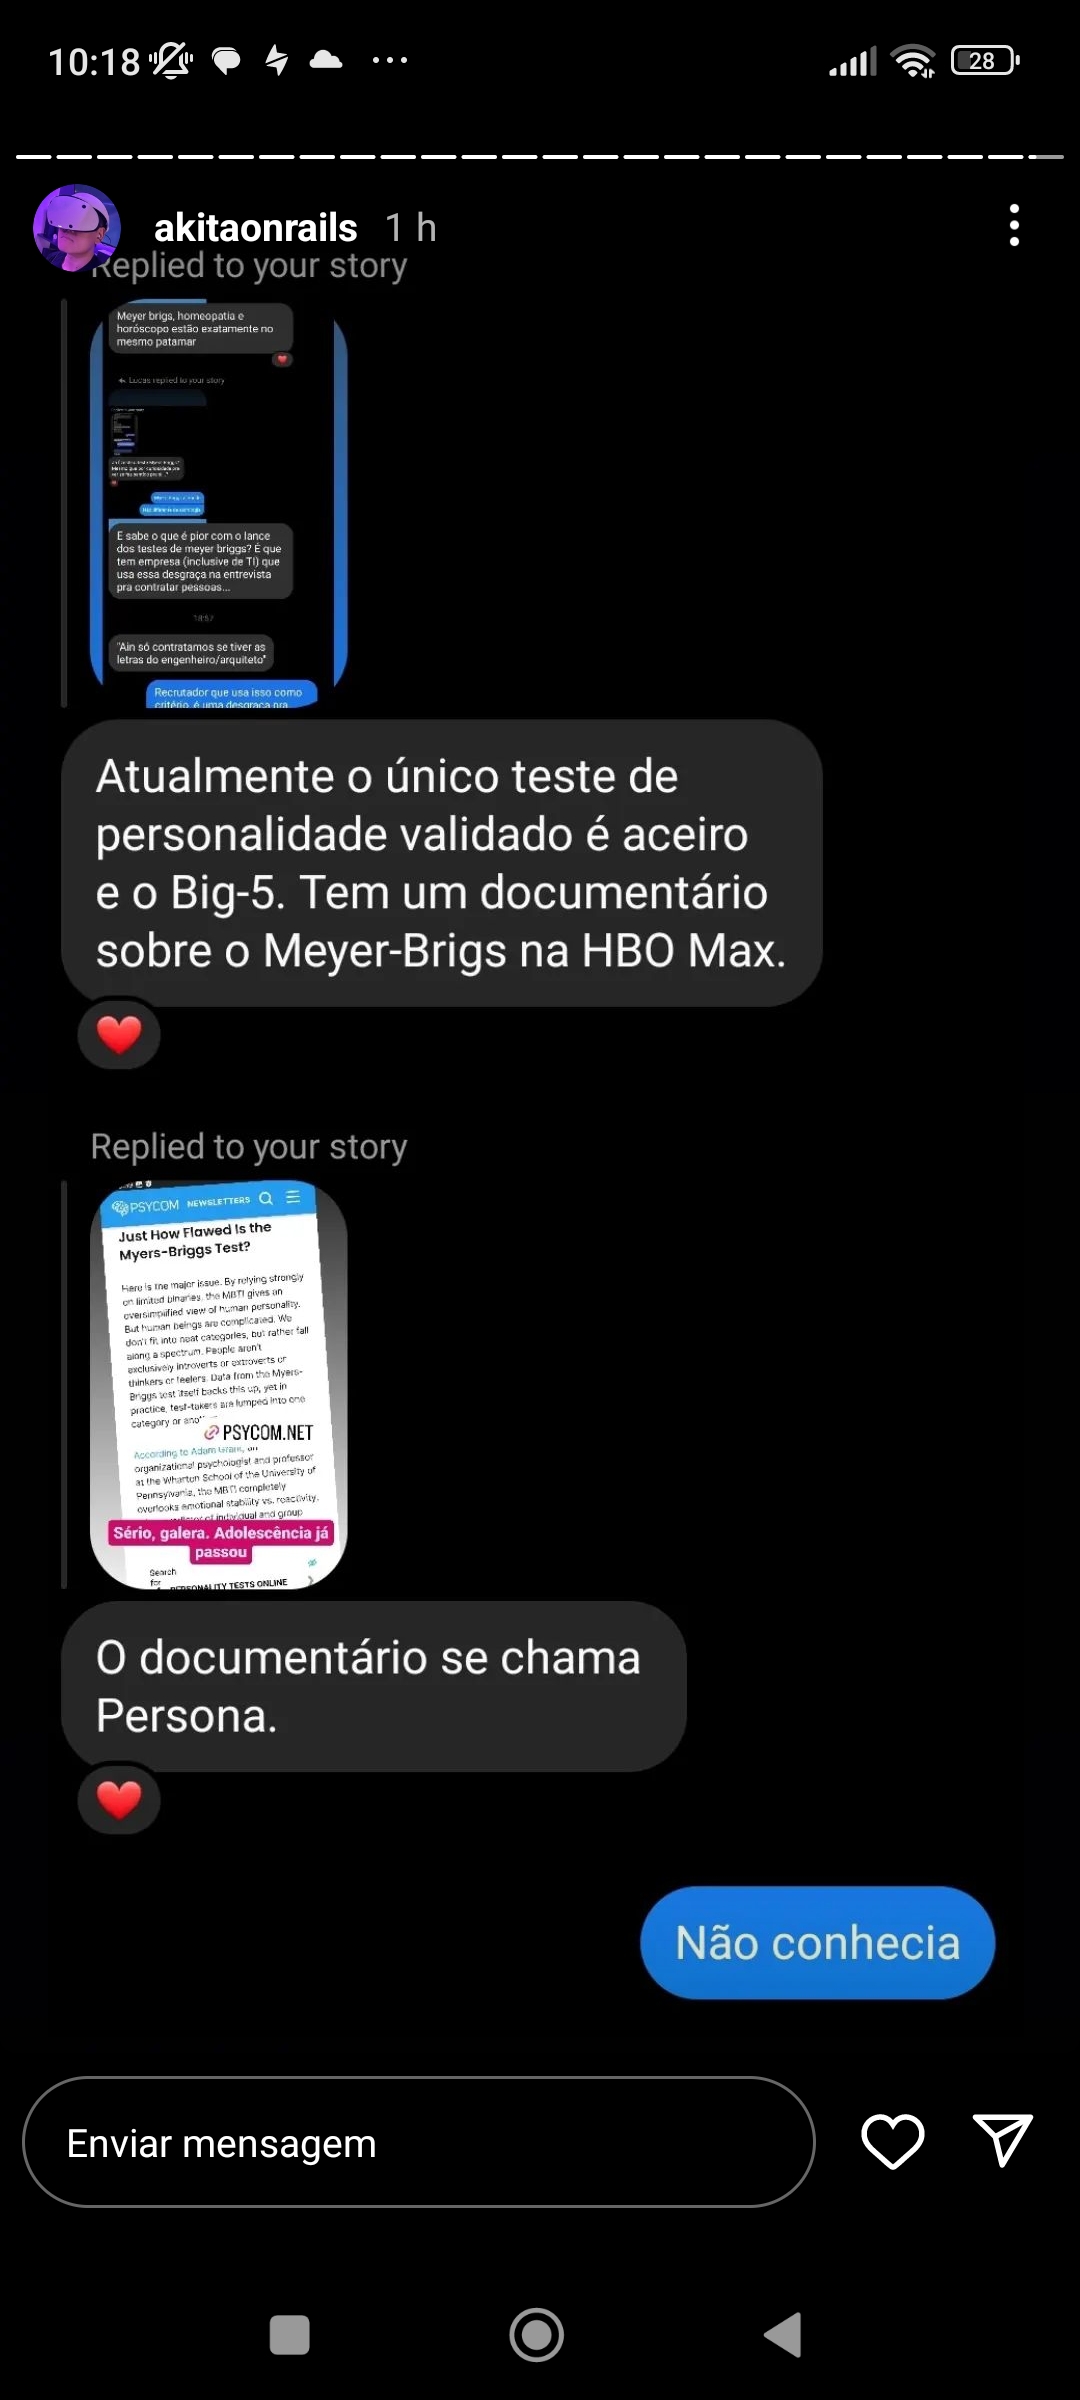 10:18
28
akitaonrails 1 h
Replied to your story
Meyer brigs, homeopatia e
horóscopo estão exatamente no
mesmo patamar
Lucas replied to your story
E sabe o que é pior com o lance
dos testes de meyer briggs? É que
tem empresa (inclusive de TI) que
usa essa desgraça na entrevista
pra contratar pessoas...
18:57
"Ain só contratamos se tiver as
letras do engenheiro/arquiteto"
Recrutador que usa isso como
critério, é uma desgraça pra
Atualmente o único teste de
personalidade validado é aceiro
e o Big-5. Tem um documentário
sobre o Meyer-Brigs na HBO Max.
Replied to your story
PSYCOM NEWSLETTERS
Just How Flawed Is the
Myers-Briggs Test?
Here is the major issue. By relying strongly
on limited binaries, the MBTI gives an
oversimplified view of human personality.
But human beings are complicated. We
don't fit into neat categories, but rather fall
along a spectrum. People aren't
exclusively introverts or extroverts or
thinkers or feelers. Data from the Myers-
Briggs test itself backs this up, yet in
practice, test-takers are lumped into one
category or
PSYCOM.NET
According to Adam Grant, an
organizational psychologist and professor
at the Wharton School of the University of
Pennsylvania, the MBTI completely
overlooks emotional stability vs. reactivity,
of individual and group
Sério, galera. Adolescência já
passou
Search
for
PERSONALITY TESTS ONLINE
O documentário se chama
Persona.
Não conhecia
Enviar mensagem